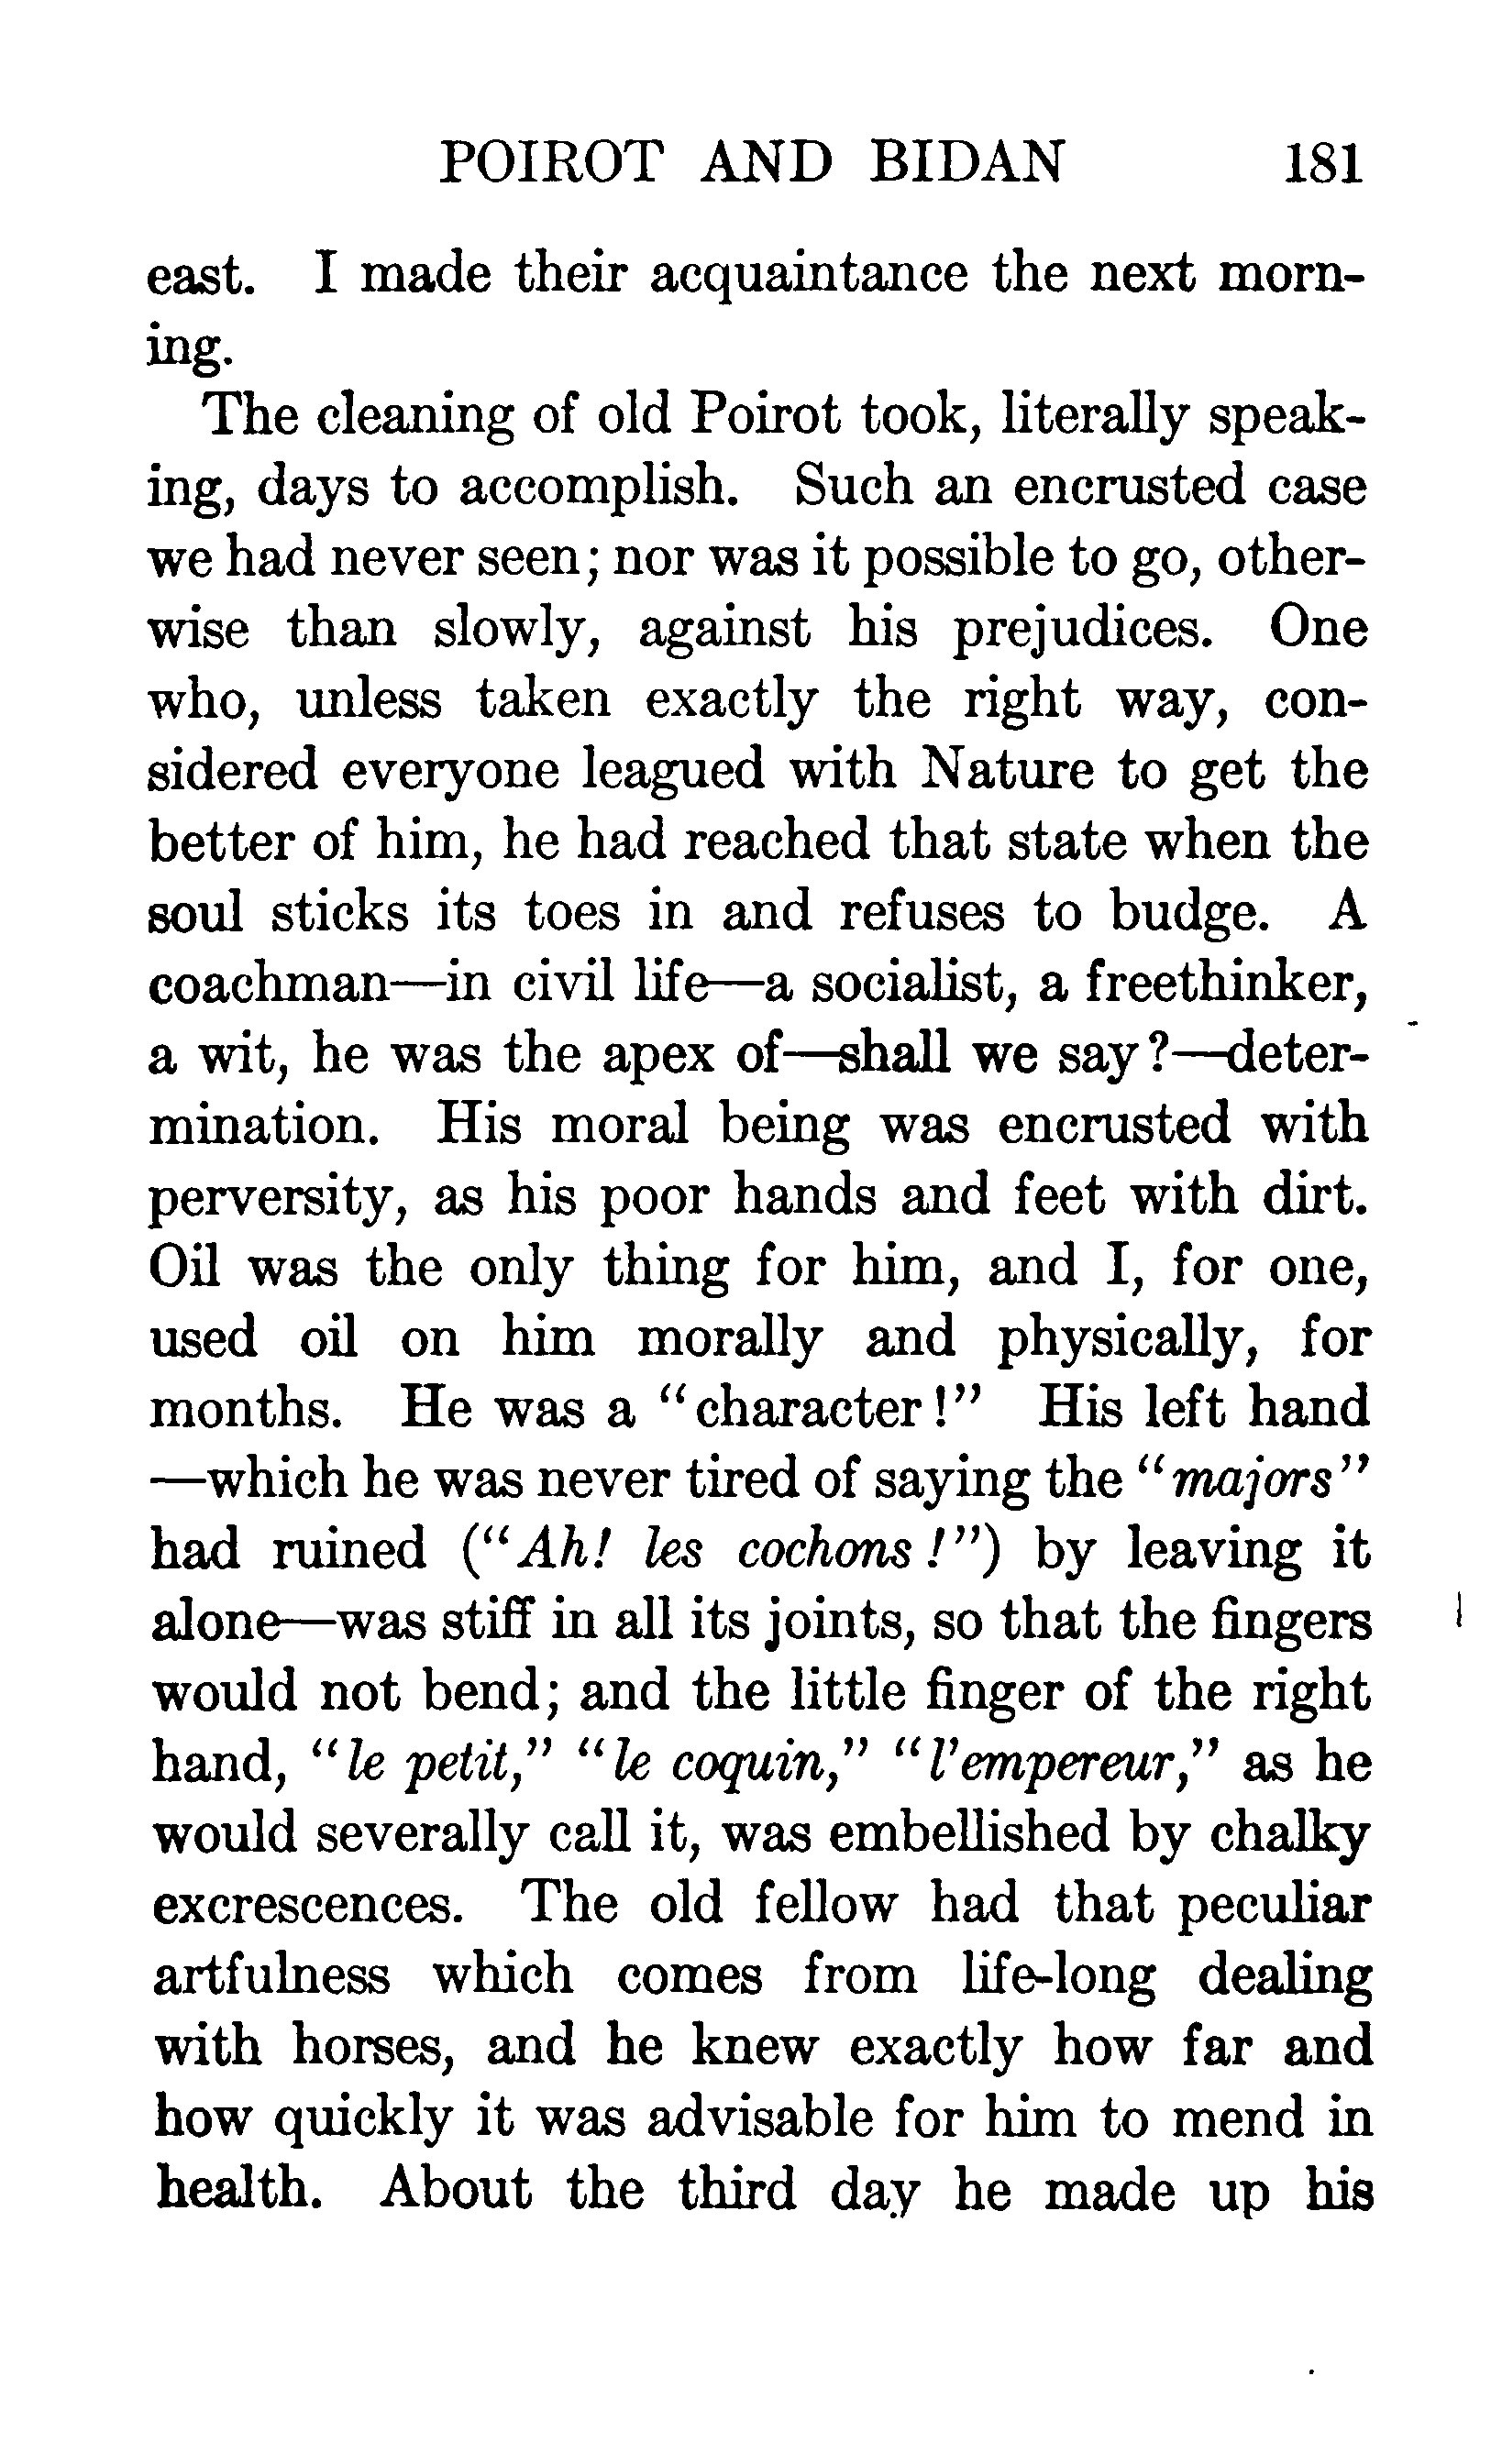 POIROT AND BIDAN 181
east. I made their acquaintance the next morn-
ing.
The cleaning of old Poirot took, literally speak-
ing, days to accomplish. Such an encrusted case
we had never seen; nor was it possible to go, other-
wise than slowly, against his prejudices. One
who, unless taken exactly the right way, con-
sidered everyone leagued with Nature to get the
better of him, he had reached that state when the
soul sticks its toes in and refuses to budge. A
coachman—in civil life—a socialist, a freethinker,
a wit, he was the apex of—shall we say?—deter-
mination. His moral being was encrusted with
perversity, as his poor hands and feet with dirt.
Oil was the only thing for him, and I, for one,
used oil on him morally and physically, for
months. He was a "character!" His left hand
—which he was never tired of saying the "majors"
had ruined ("Ah! les cochons!") by leaving it
alone—was stiff in all its joints, so that the fingers
would not bend; and the little finger of the right
hand, "le petit," "le coquin," "l'empereur," as he
would severally call it, was embellished by chalky
excrescences. The old fellow had that peculiar
artfulness which comes from life-long dealing
with horses, and he knew exactly how far and
how quickly it was advisable for him to mend in
health. About the third day he made up his